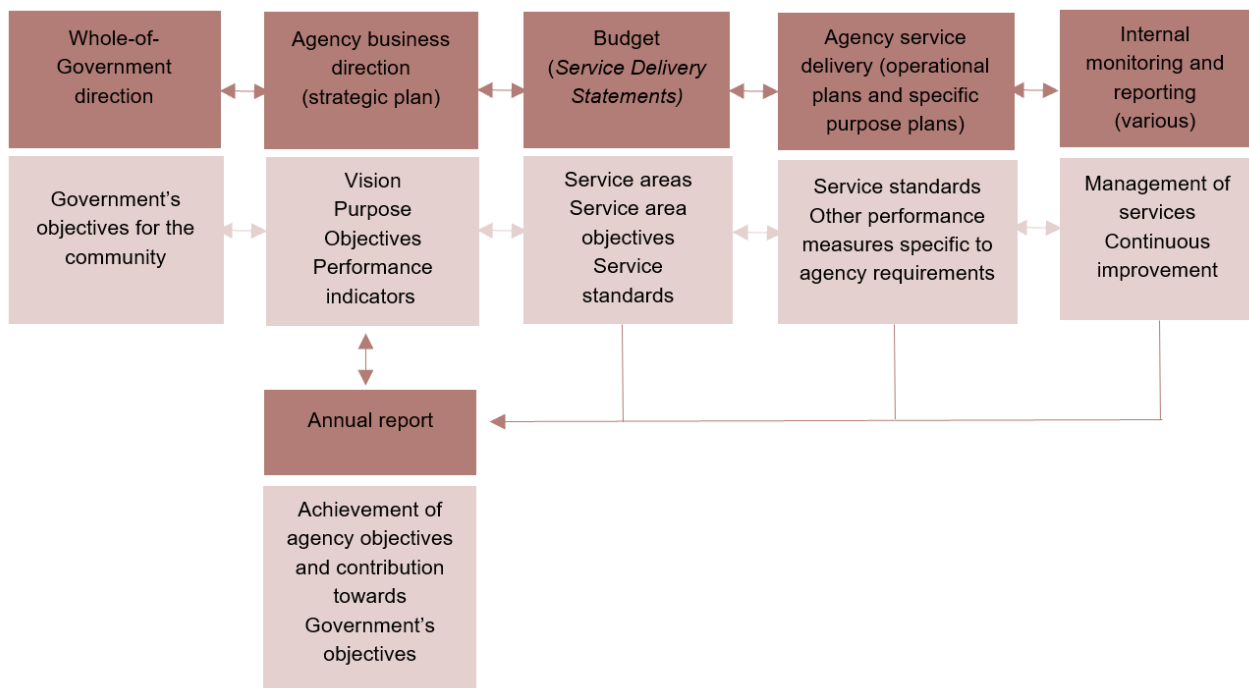 Whole-of-
Government
direction
Agency business
direction
(strategic plan)
Budget
(Service Delivery
Statements)
Agency service
delivery (operational
plans and specific
purpose plans)
Internal
monitoring and
reporting
(various)
Government’s
objectives for the
community
Vision
Purpose
Objectives
Performance
indicators
Service areas
Service area
objectives
Service
standards
Service standards
Other performance
measures specific to
agency requirements
Management of
services
Continuous
improvement
Annual report
Achievement of
agency objectives
and contribution
towards
Government’s
objectives